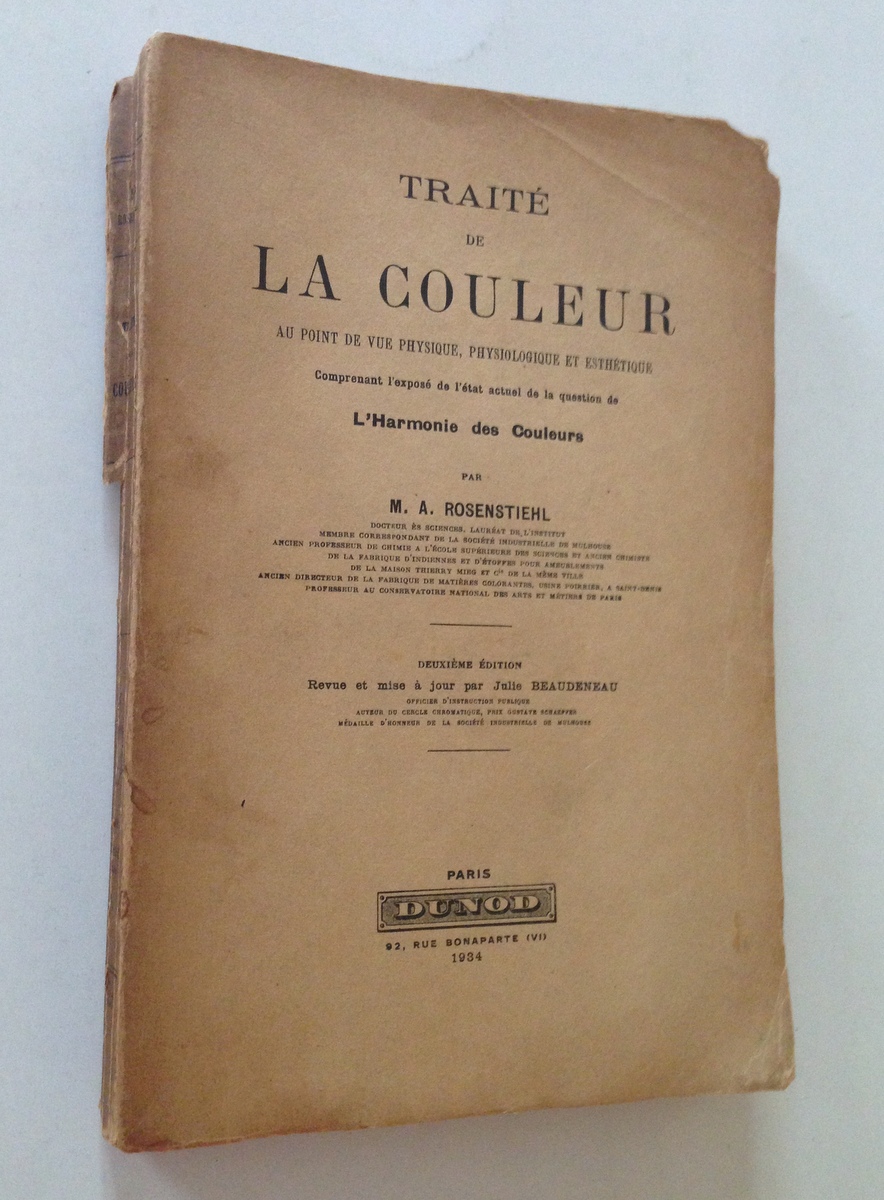 TRAITÉ
DE
LA COULEUR
AU POINT DE VUE PHYSIQUE, PHYSIOLOGIQUE ET ESTHÉTIQUE
Comprenant l'exposé de l'état actuel de la question de
L'Harmonie des Couleurs
PAR
M. A. ROSENSTIEHL
DOCTEUR ÈS SCIENCES, LAURÉAT DE L'INSTITUT
MEMBRE CORRESPONDANT DE LA SOCIÉTÉ INDUSTRIELLE DE MULHOUSE
ANCIEN PROFESSEUR DE CHIMIE A L'ÉCOLE SUPÉRIEURE DES SCIENCES ET ANCIEN CHIMISTE
DE LA FABRIQUE D'INDIENNES ET D'ÉTOFFES POUR AMEUBLEMENTS
DE LA MAISON THIERRY MIEG ET Cie DE LA MÊME VILLE
ANCIEN DIRECTEUR DE LA FABRIQUE DE MATIÈRES COLORANTES, USINE POIRRIER, A SAINT-DENIS
PROFESSEUR AU CONSERVATOIRE NATIONAL DES ARTS ET MÉTIERS DE PARIS
DEUXIÈME ÉDITION
Revue et mise à jour par Julie BEAUDENEAU
OFFICIER D'INSTRUCTION PUBLIQUE
AUTEUR DU CERCLE CHROMATIQUE, PRIX GUSTAVE SCHAEFFER
MÉDAILLE D'HONNEUR DE LA SOCIÉTÉ INDUSTRIELLE DE MULHOUSE
PARIS
DUNOD
92, RUE BONAPARTE (VI)
1934